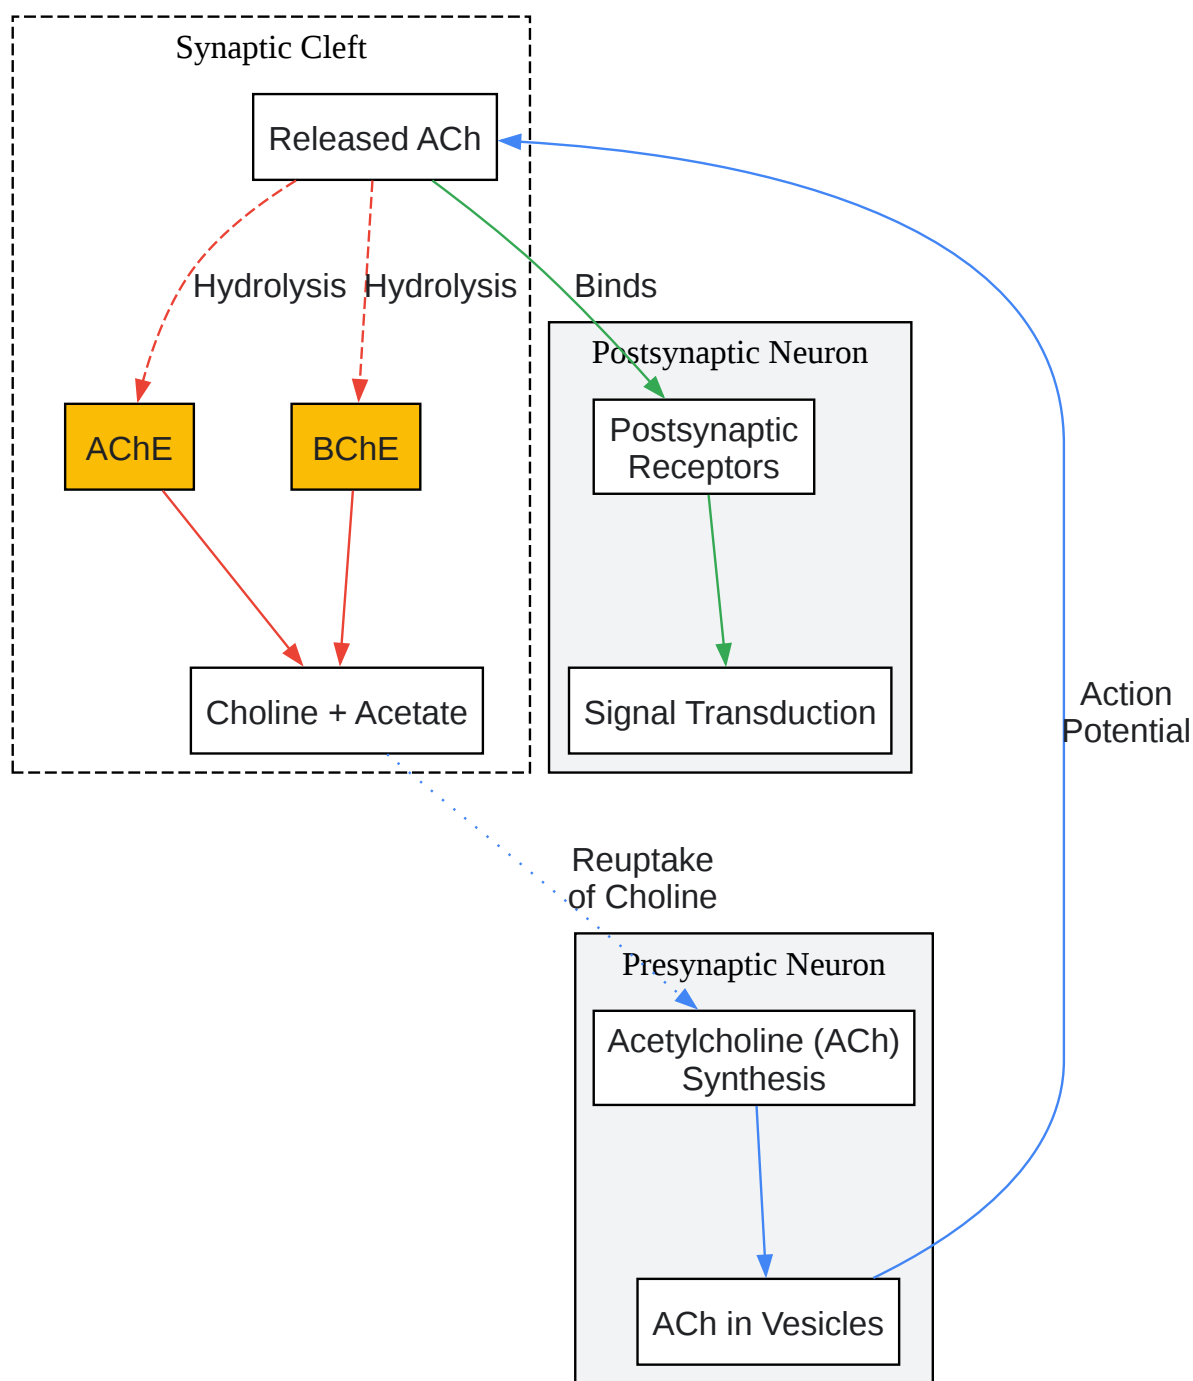 Synaptic Cleft
Released ACh
Hydrolysis
Hydrolysis
Binds
Postsynaptic Neuron
AChE
BChE
Postsynaptic
Receptors
Choline + Acetate
Signal Transduction
Action
Potential
Reuptake
of Choline
Presynaptic Neuron
Acetylcholine (ACh)
Synthesis
ACh in Vesicles